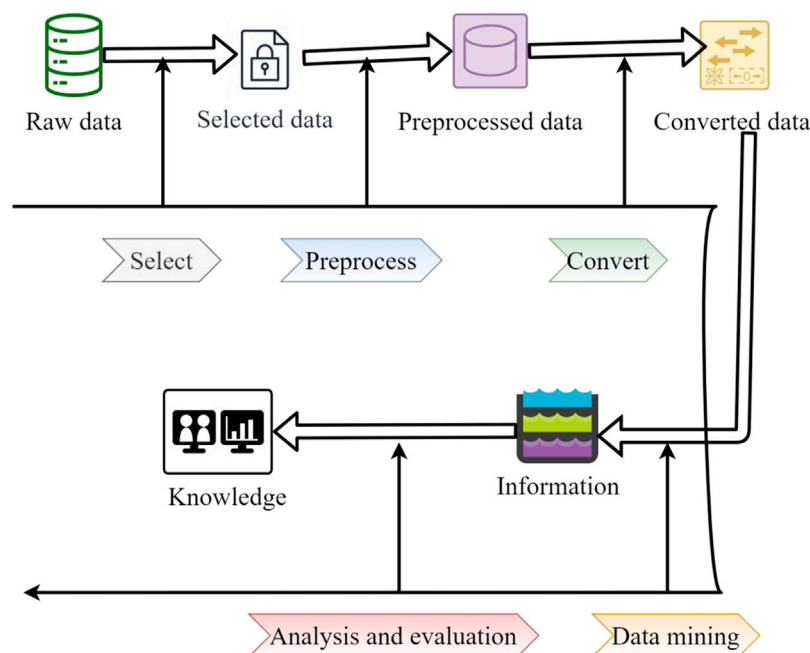 Raw data
Selected data
Preprocessed data
Converted data
Select
Preprocess
Convert
Knowledge
Information
Analysis and evaluation
Data mining